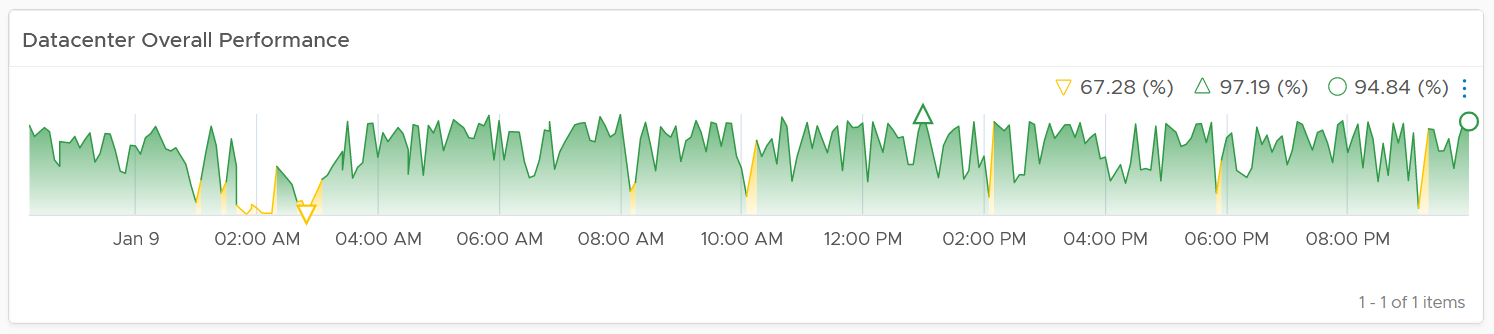 Datacenter Overall Performance
67.28 (%) 97.19 (%) 94.84 (%)
Jan 9 02:00 AM 04:00 AM 06:00 AM 08:00 AM 10:00 AM 12:00 PM 02:00 PM 04:00 PM 06:00 PM 08:00 PM
1 - 1 of 1 items